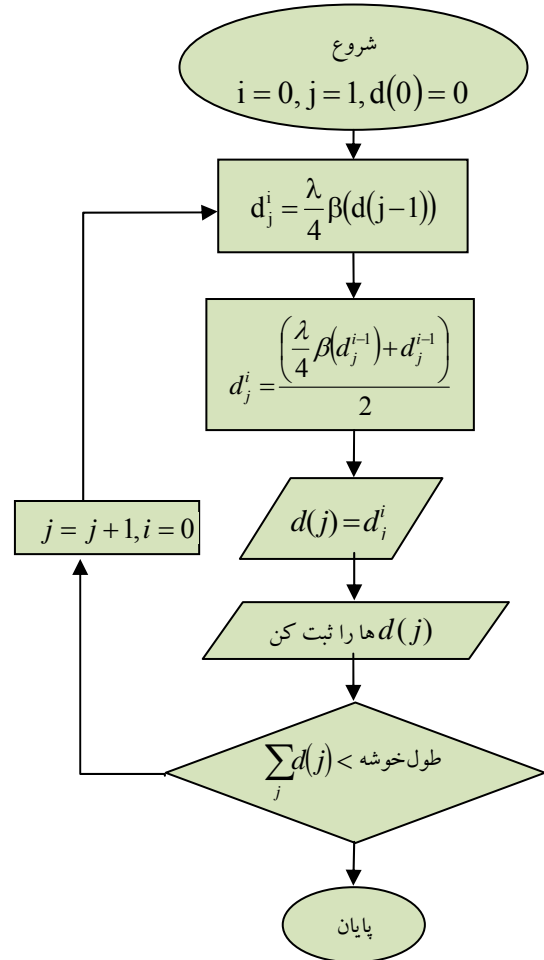 شروع
i = 0, j = 1, d(0) = 0
d_j^i = λ/4 β(d(j−1))
d_j^i = (λ/4 β(d_j^{i−1}) + d_j^{i−1}) / 2
d(j) = d_j^i
d(j) ها را ثبت کن
j = j+1, i = 0
∑_j d(j) < طول خوشه
پایان